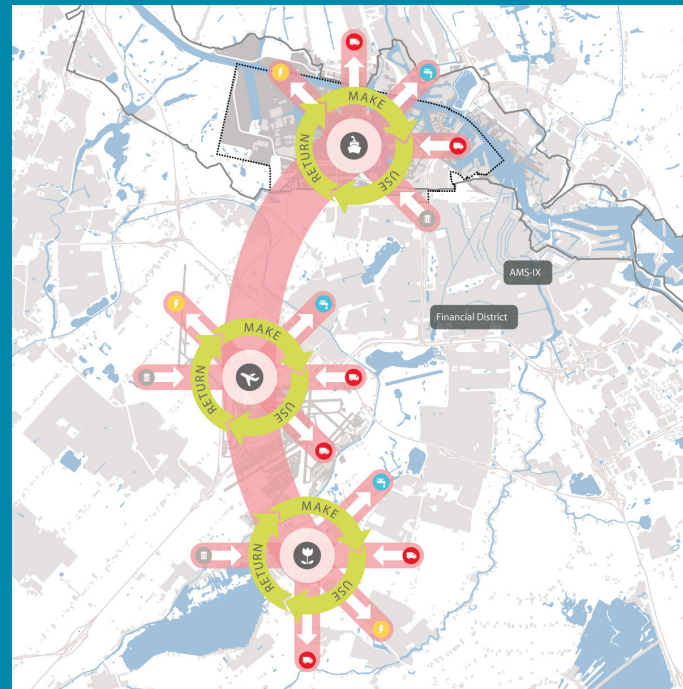 MAKE
USE
RETURN
AMS-IX
Financial District
MAKE
USE
RETURN
MAKE
USE
RETURN